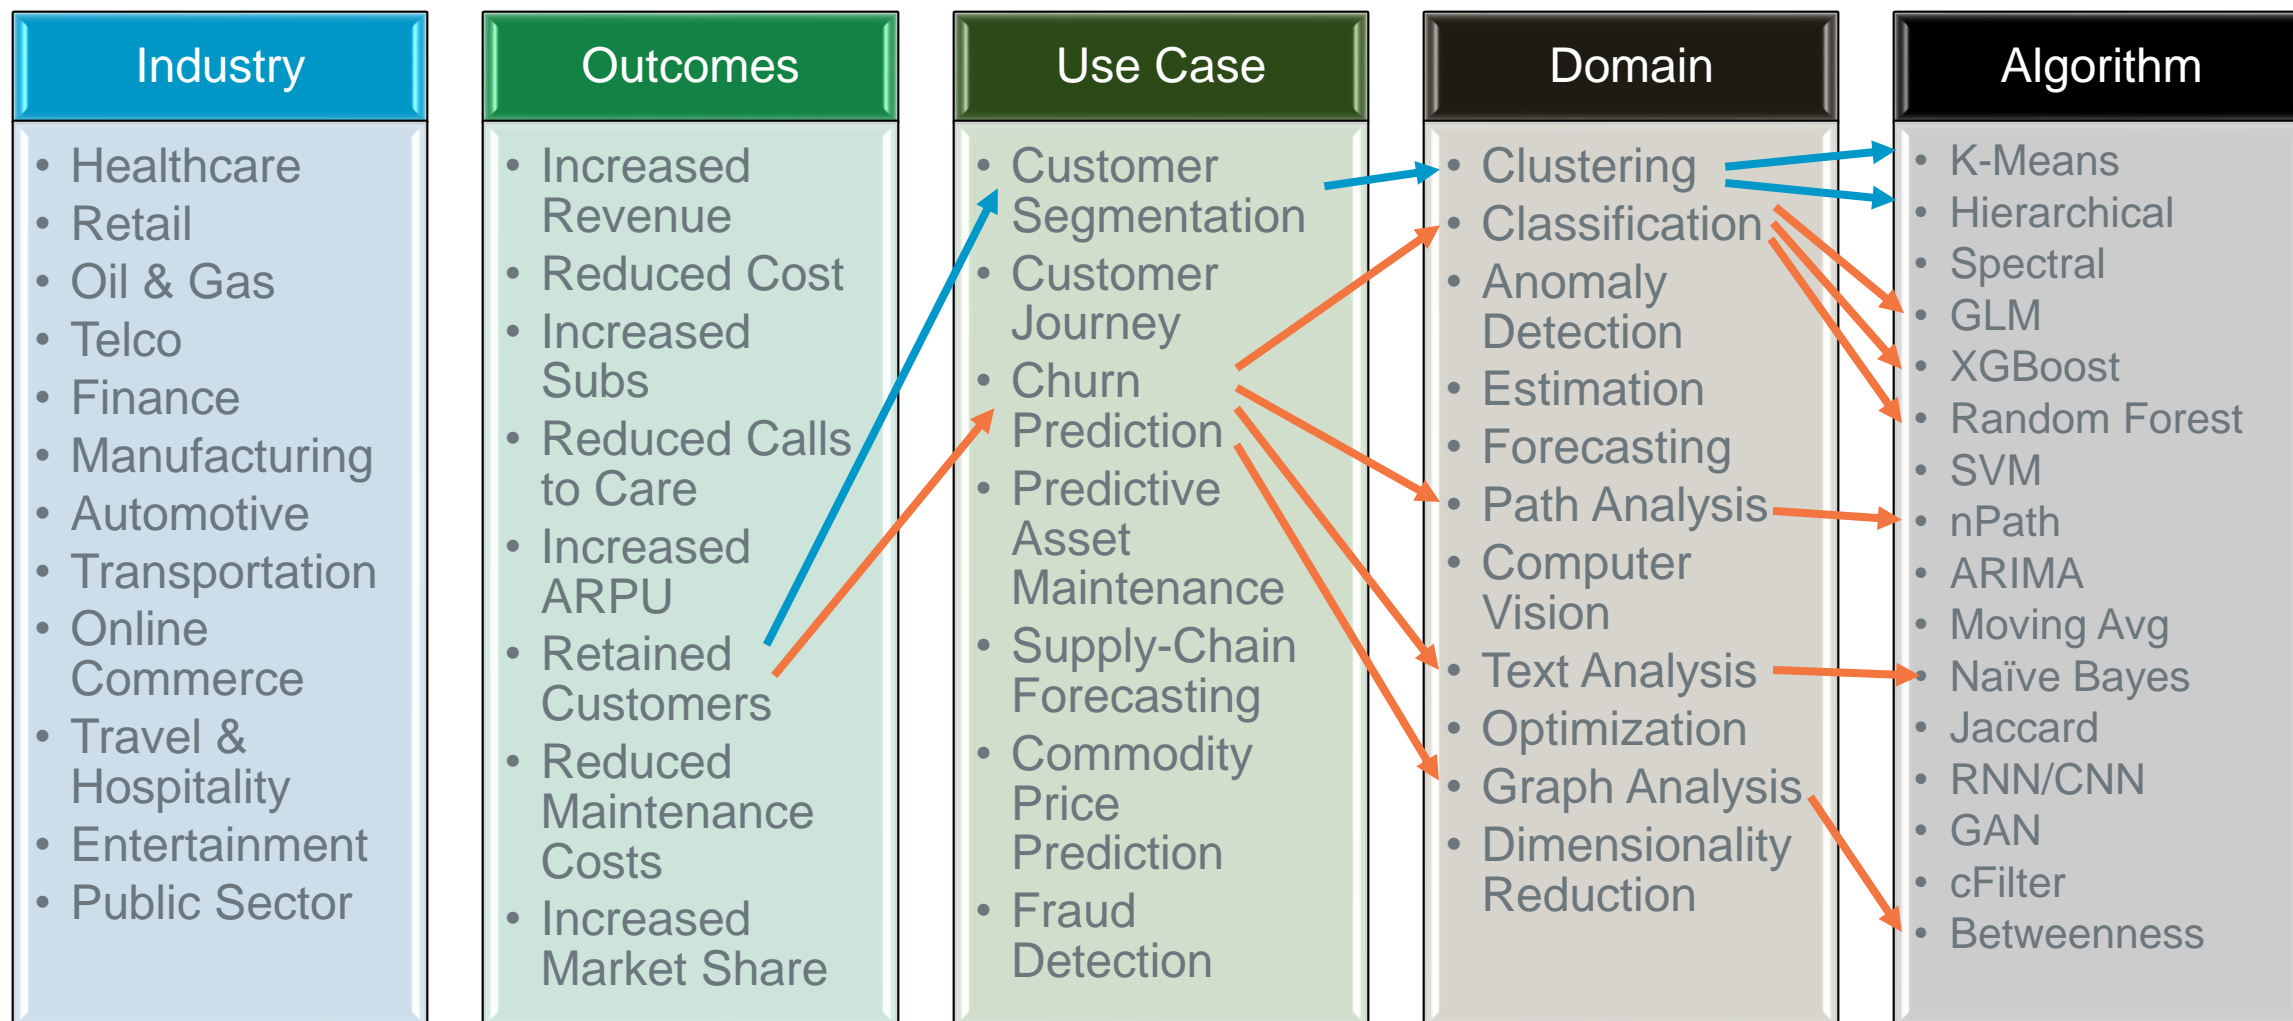 Industry
• Healthcare
• Retail
• Oil & Gas
• Telco
• Finance
• Manufacturing
• Automotive
• Transportation
• Online
Commerce
• Travel &
Hospitality
• Entertainment
• Public Sector
Outcomes
• Increased
Revenue
• Reduced Cost
• Increased
Subs
• Reduced Calls
to Care
• Increased
ARPU
• Retained
Customers
• Reduced
Maintenance
Costs
• Increased
Market Share
Use Case
• Customer
Segmentation
• Customer
Journey
• Churn
Prediction
• Predictive
Asset
Maintenance
• Supply-Chain
Forecasting
• Commodity
Price
Prediction
• Fraud
Detection
Domain
• Clustering
• Classification
• Anomaly
Detection
• Estimation
• Forecasting
• Path Analysis
• Computer
Vision
• Text Analysis
• Optimization
• Graph Analysis
• Dimensionality
Reduction
Algorithm
• K-Means
• Hierarchical
• Spectral
• GLM
• XGBoost
• Random Forest
• SVM
• nPath
• ARIMA
• Moving Avg
• Naïve Bayes
• Jaccard
• RNN/CNN
• GAN
• cFilter
• Betweenness